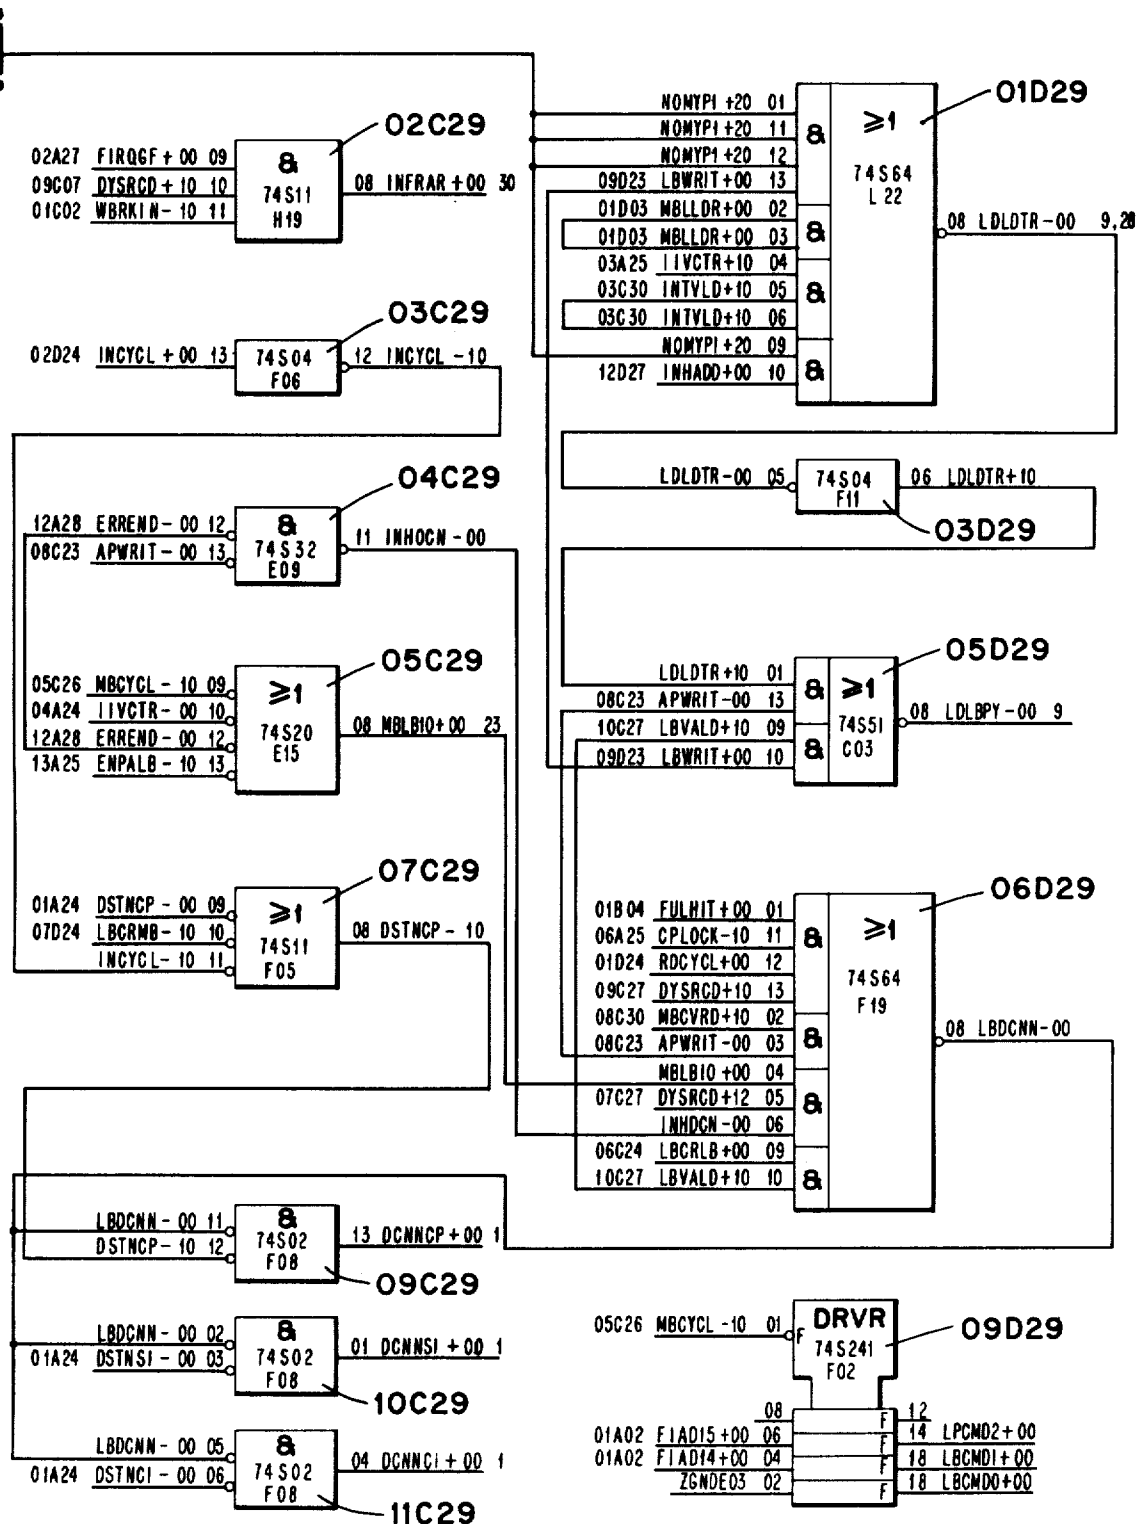 02C29
02A27 FIRQGF+00 09
09C07 DYSRCD+10 10
01C02 WBRKIN-10 11
&
74S11
H19
08 INFRAR+00 30
03C29
02D24 INCYCL+00 13
74S04
F06
12 INCYCL-10
04C29
12A28 ERREND-00 12
08C23 APWRIT-00 13
&
74S32
E09
11 INHDCN-00
05C29
05C26 MBCYCL-10 09
04A24 IIVCTR-00 10
12A28 ERREND-00 12
13A25 ENPALB-10 13
≥1
74S20
E15
08 MBLBIO+00 23
07C29
01A24 DSTNCP-00 09
07D24 LBCRMB-10 10
INCYCL-10 11
≥1
74S11
F05
08 DSTNCP-10
LBDCNN-00 11
DSTNCP-10 12
&
74S02
F08
13 DCNNCP+00 1
09C29
LBDCNN-00 02
01A24 DSTNSI-00 03
&
74S02
F08
01 DCNNSI+00 1
10C29
LBDCNN-00 05
01A24 DSTNCI-00 06
&
74S02
F08
04 DCNNCI+00 1
11C29
01D29
NOMYPI+20 01
NOMYPI+20 11
NOMYPI+20 12
09D23 LBWRIT+00 13
01D03 MBLLDR+00 02
01D03 MBLLDR+00 03
03A25 IIVCTR+10 04
03C30 INTVLD+10 05
03C30 INTVLD+10 06
NOMYPI+20 09
12D27 INHADD+00 10
&
&
&
&
≥1
74S64
L22
08 LDLDTR-00 9,28
LDLDTR-00 05
74S04
F11
06 LDLDTR+10
03D29
05D29
LDLDTR+10 01
08C23 APWRIT-00 13
10C27 LBVALD+10 09
09D23 LBWRIT+00 10
&
&
≥1
74S51
C03
08 LDLBPY-00 9
06D29
01B04 FULHIT+00 01
06A25 CPLOCK-10 11
01D24 RDCYCL+00 12
09C27 DYSRCD+10 13
08C30 MBCVRD+10 02
08C23 APWRIT-00 03
MBLBIO+00 04
07C27 DYSRCD+12 05
INHDCN-00 06
06C24 LBCRLB+00 09
10C27 LBVALD+10 10
&
&
&
&
≥1
74S64
F19
08 LBDCNN-00
09D29
05C26 MBCYCL-10 01
F
DRVR
74S241
F02
08 F 12
01A02 FIAD15+00 06 F 14 LPCMD2+00
01A02 FIAD14+00 04 F 18 LBCMD1+00
ZGNDE03 02 F 18 LBCMD0+00